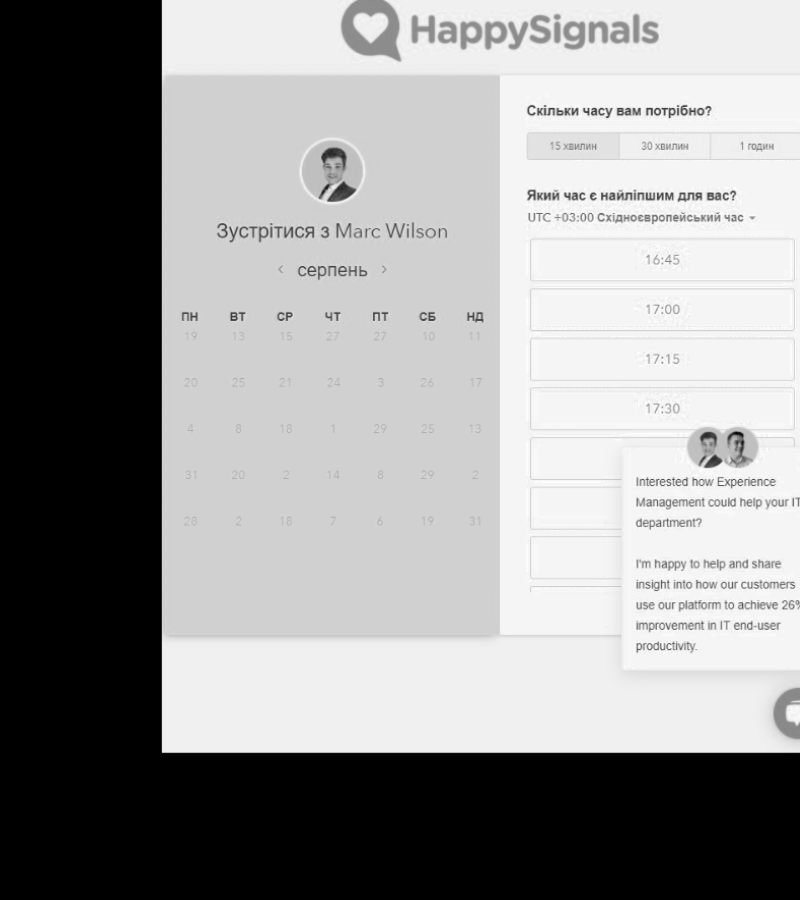 HappySignals
Зустрітися з Marc Wilson
‹ серпень ›
ПН ВТ СР ЧТ ПТ СБ НД
19 13 15 27 27 10 11
20 25 21 24 3 26 17
4 8 18 1 29 25 13
31 20 2 14 8 29 2
28 2 18 7 6 19 31
Скільки часу вам потрібно?
15 хвилин 30 хвилин 1 годин
Який час є найліпшим для вас?
UTC +03:00 Східноєвропейський час
16:45
17:00
17:15
17:30
Interested how Experience
Management could help your IT
department?
I'm happy to help and share
insight into how our customers
use our platform to achieve 26%
improvement in IT end-user
productivity.